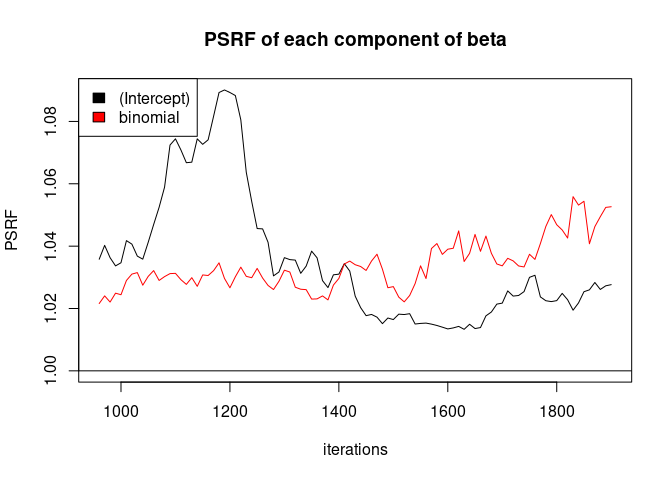 PSRF of each component of beta
(Intercept)
binomial
PSRF
1.08
1.06
1.04
1.02
1.00
1000 1200 1400 1600 1800
iterations